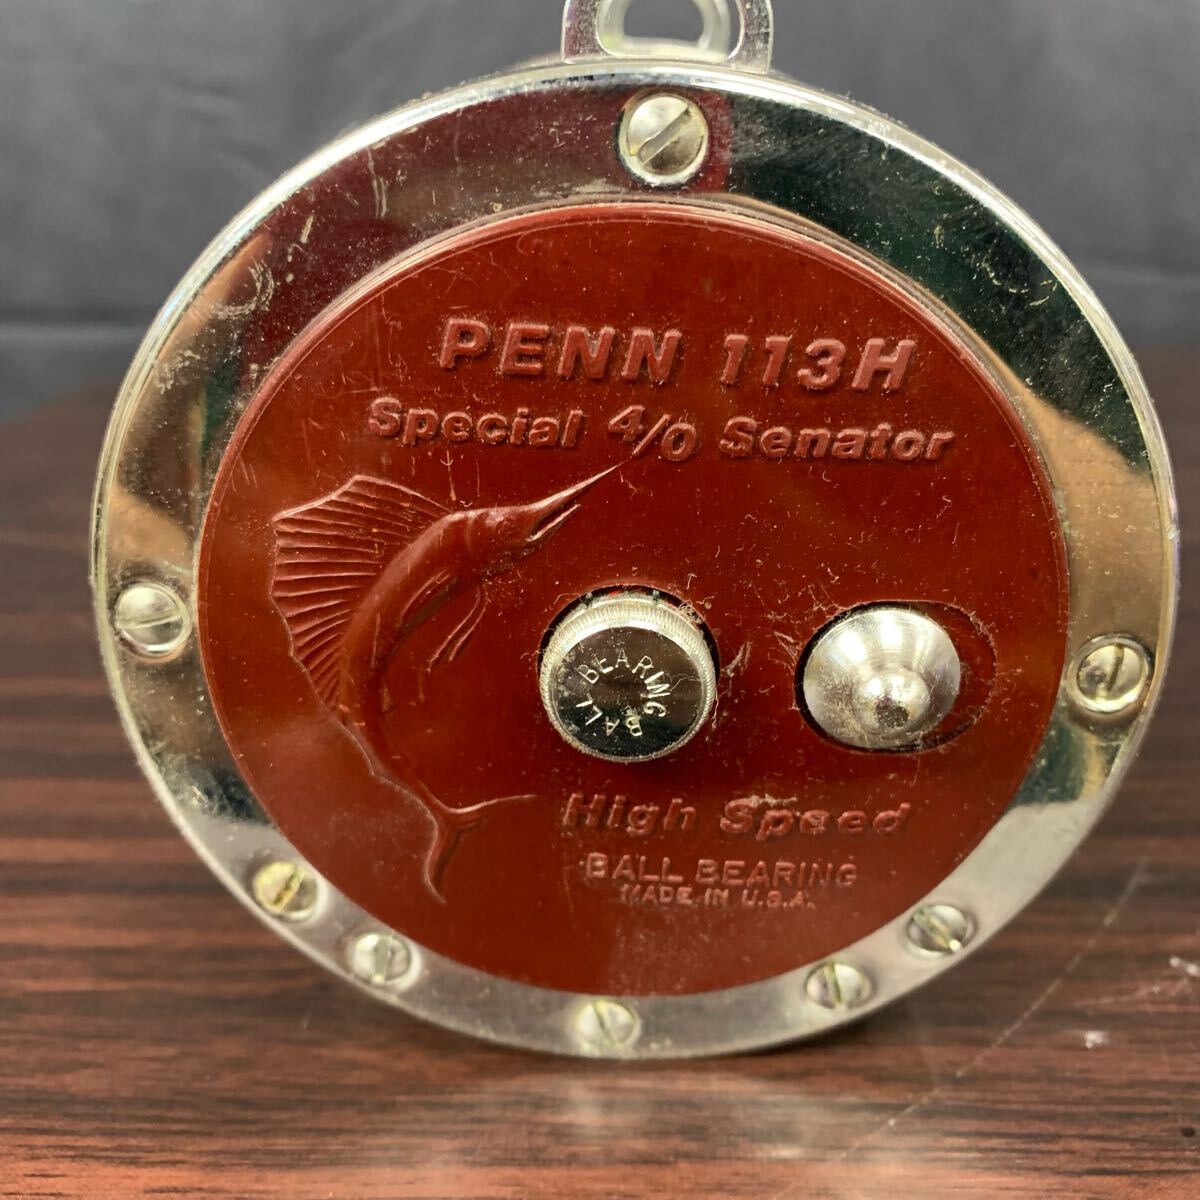 PENN 113H
Special 4/0 Senator
BALL BEARING
High Speed
BALL BEARING
MADE IN U.S.A.